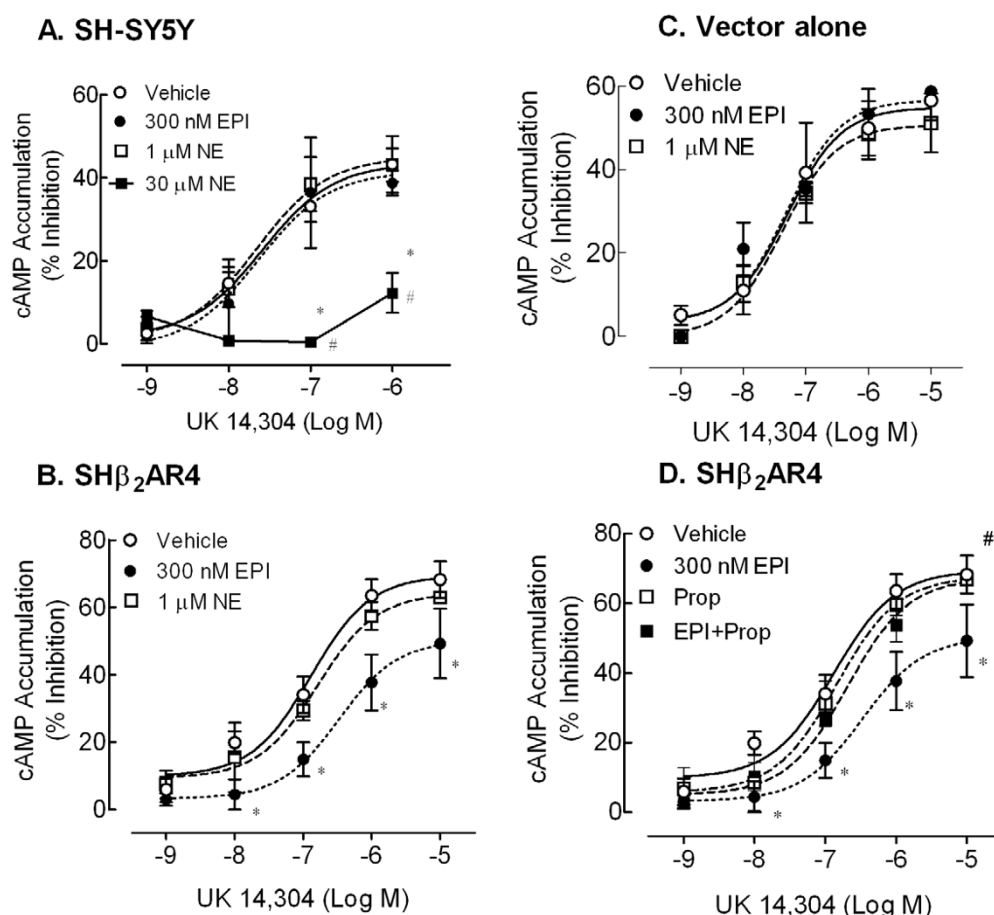 A. SH-SY5Y
Vehicle
300 nM EPI
1 μM NE
30 μM NE
cAMP Accumulation
(% Inhibition)
60
40
20
0
*
#
*
#
-9
-8
-7
-6
UK 14,304 (Log M)
C. Vector alone
Vehicle
300 nM EPI
1 μM NE
cAMP Accumulation
(% Inhibition)
60
40
20
0
-9
-8
-7
-6
-5
UK 14,304 (Log M)
B. SHβ₂AR4
Vehicle
300 nM EPI
1 μM NE
cAMP Accumulation
(% Inhibition)
80
60
40
20
0
*
*
*
*
-9
-8
-7
-6
-5
UK 14,304 (Log M)
D. SHβ₂AR4
Vehicle
300 nM EPI
Prop
EPI+Prop
cAMP Accumulation
(% Inhibition)
80
60
40
20
0
#
*
*
*
*
-9
-8
-7
-6
-5
UK 14,304 (Log M)